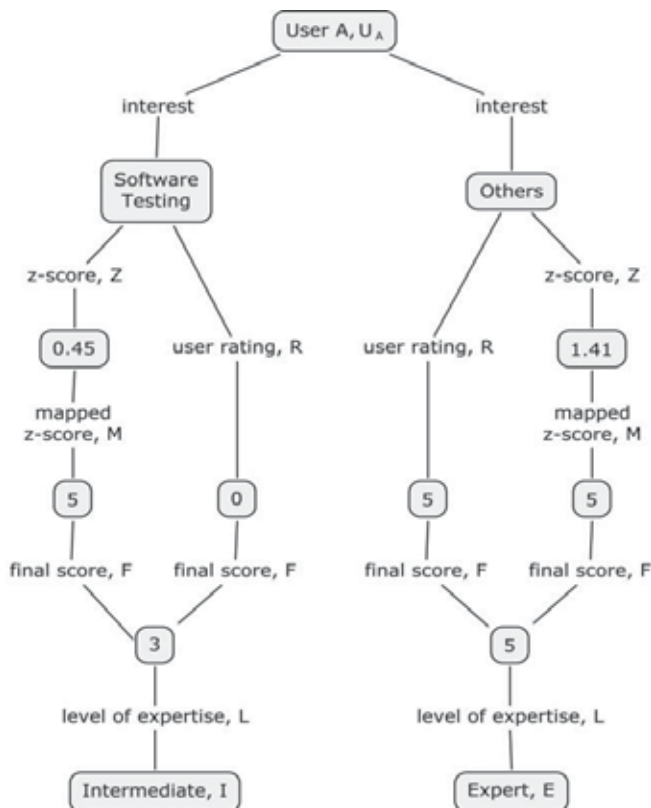 User A, U A
interest
interest
Software
Testing
Others
z-score, Z
z-score, Z
0.45
user rating, R
user rating, R
1.41
mapped
z-score, M
mapped
z-score, M
5
0
5
5
final score, F
final score, F
final score, F
final score, F
3
5
level of expertise, L
level of expertise, L
Intermediate, I
Expert, E